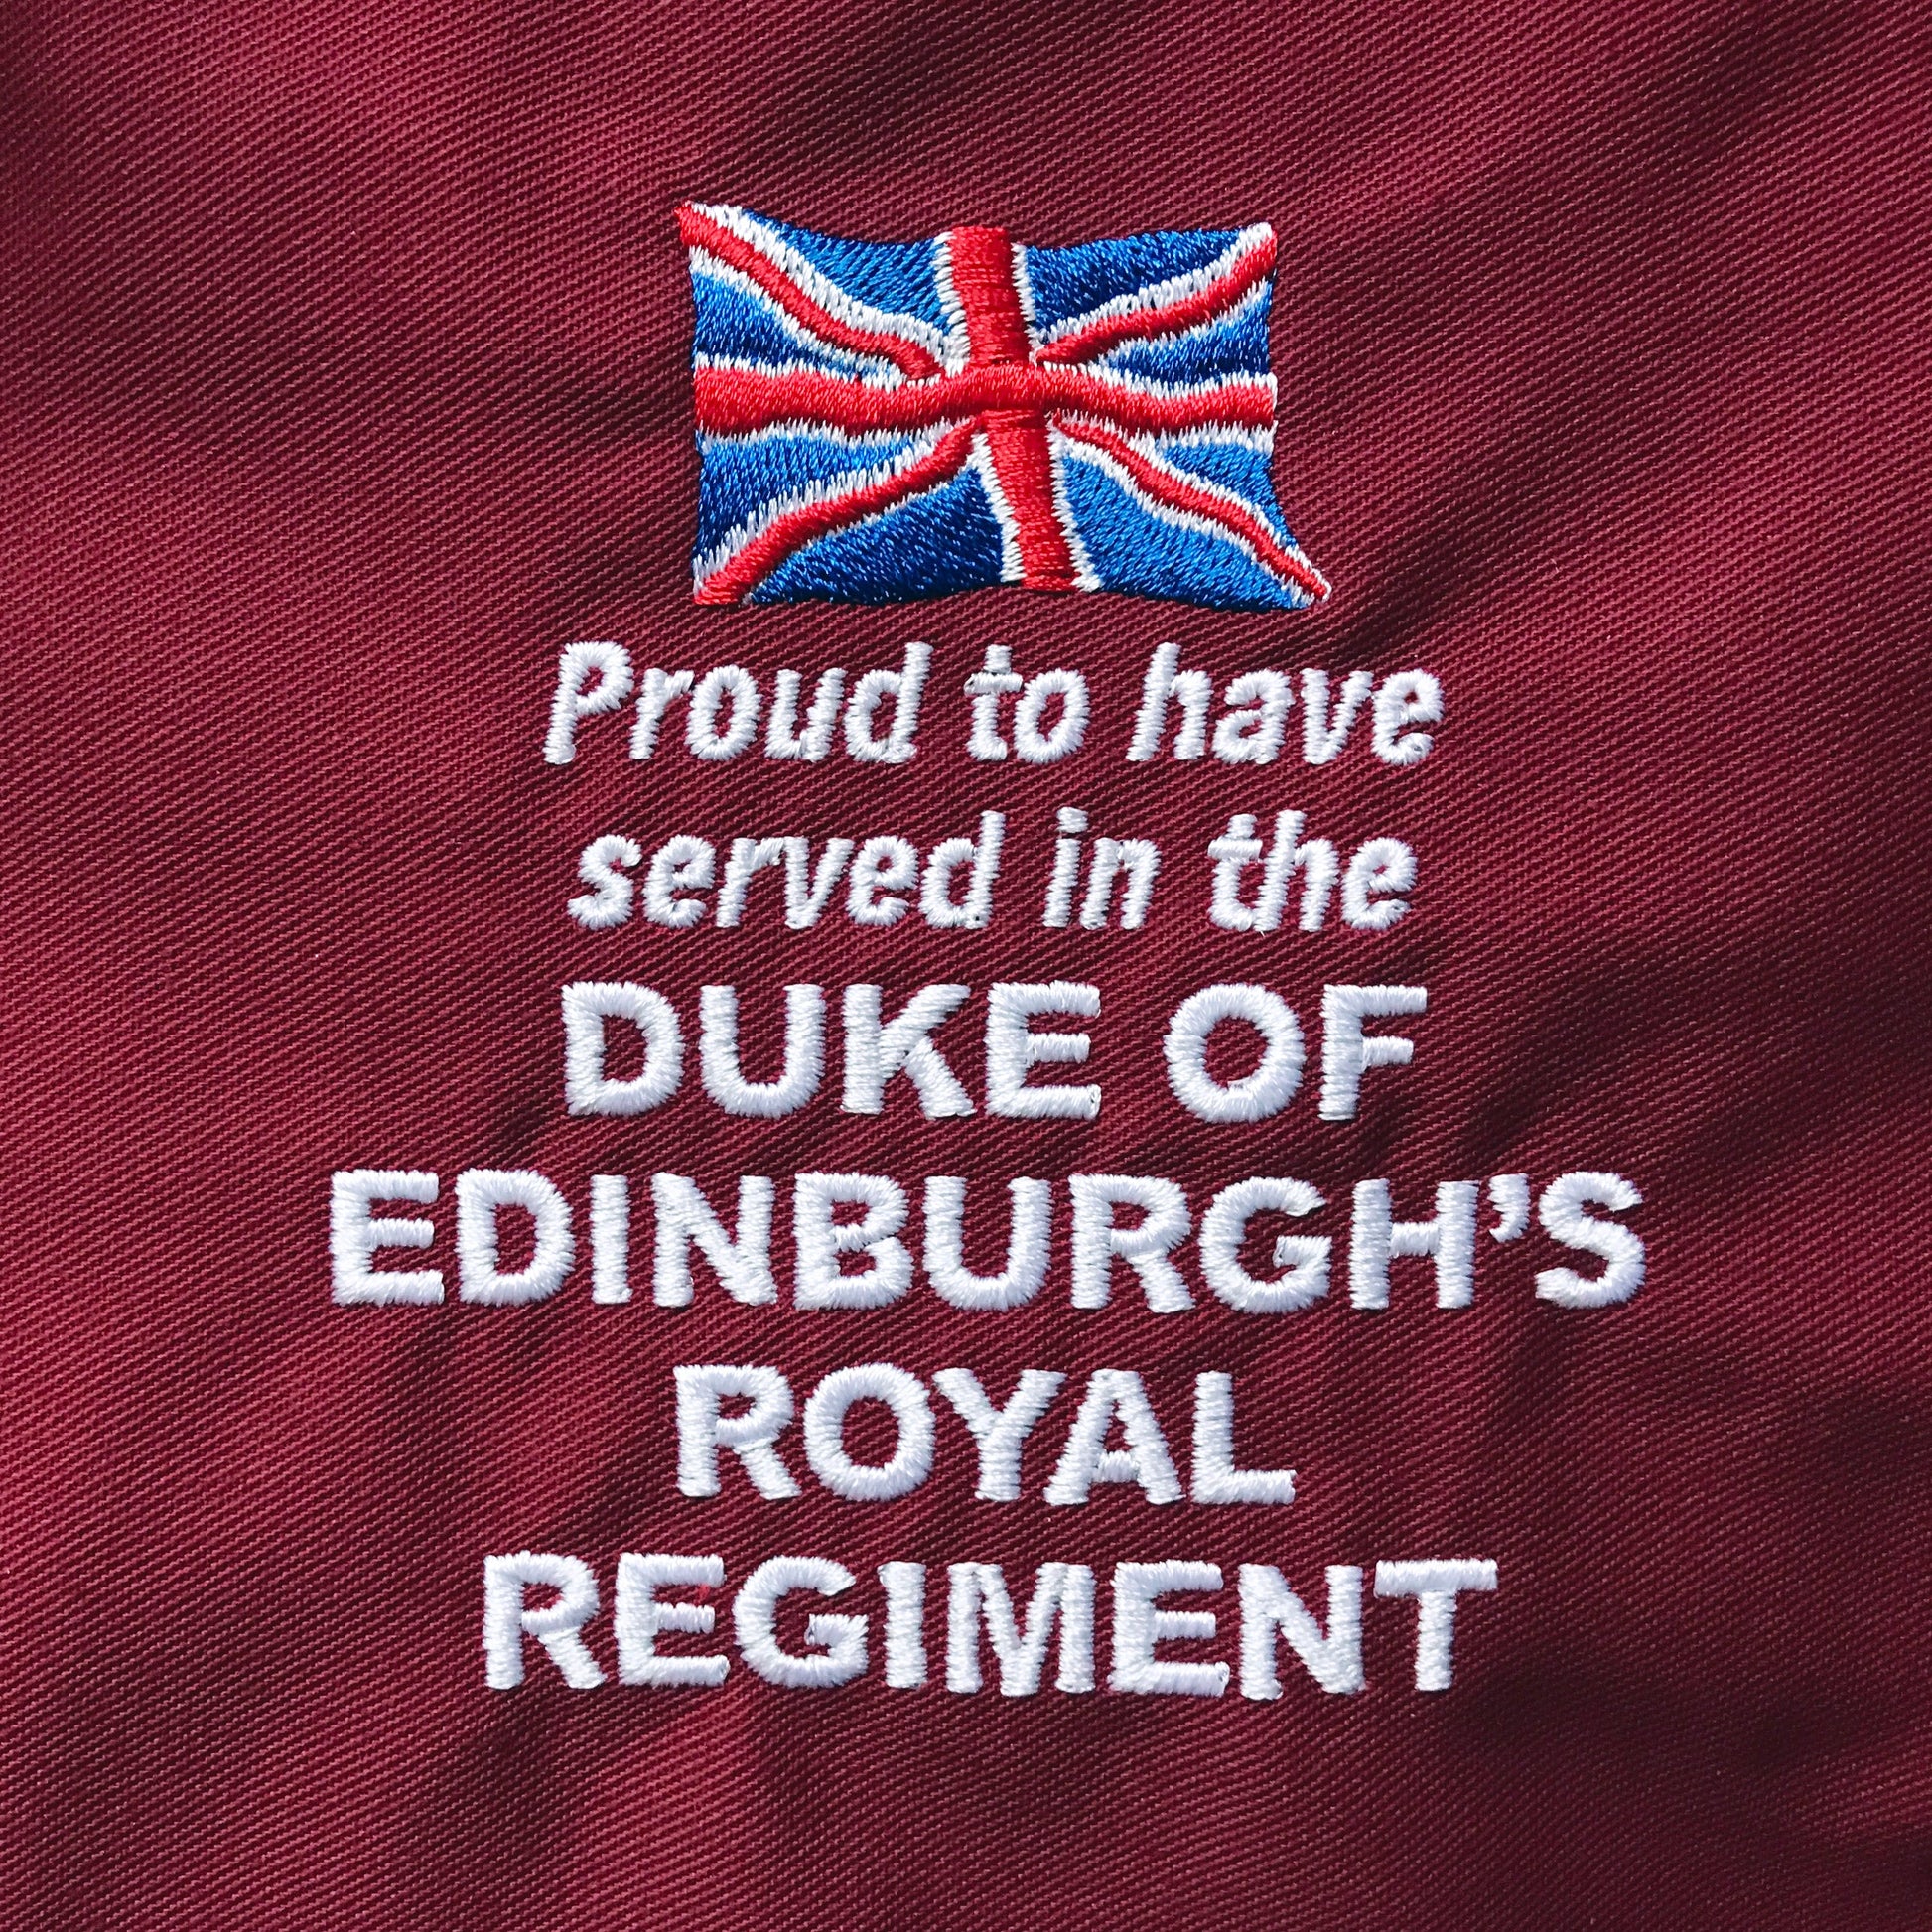 Proud to have
served in the
DUKE OF
EDINBURGH'S
ROYAL
REGIMENT